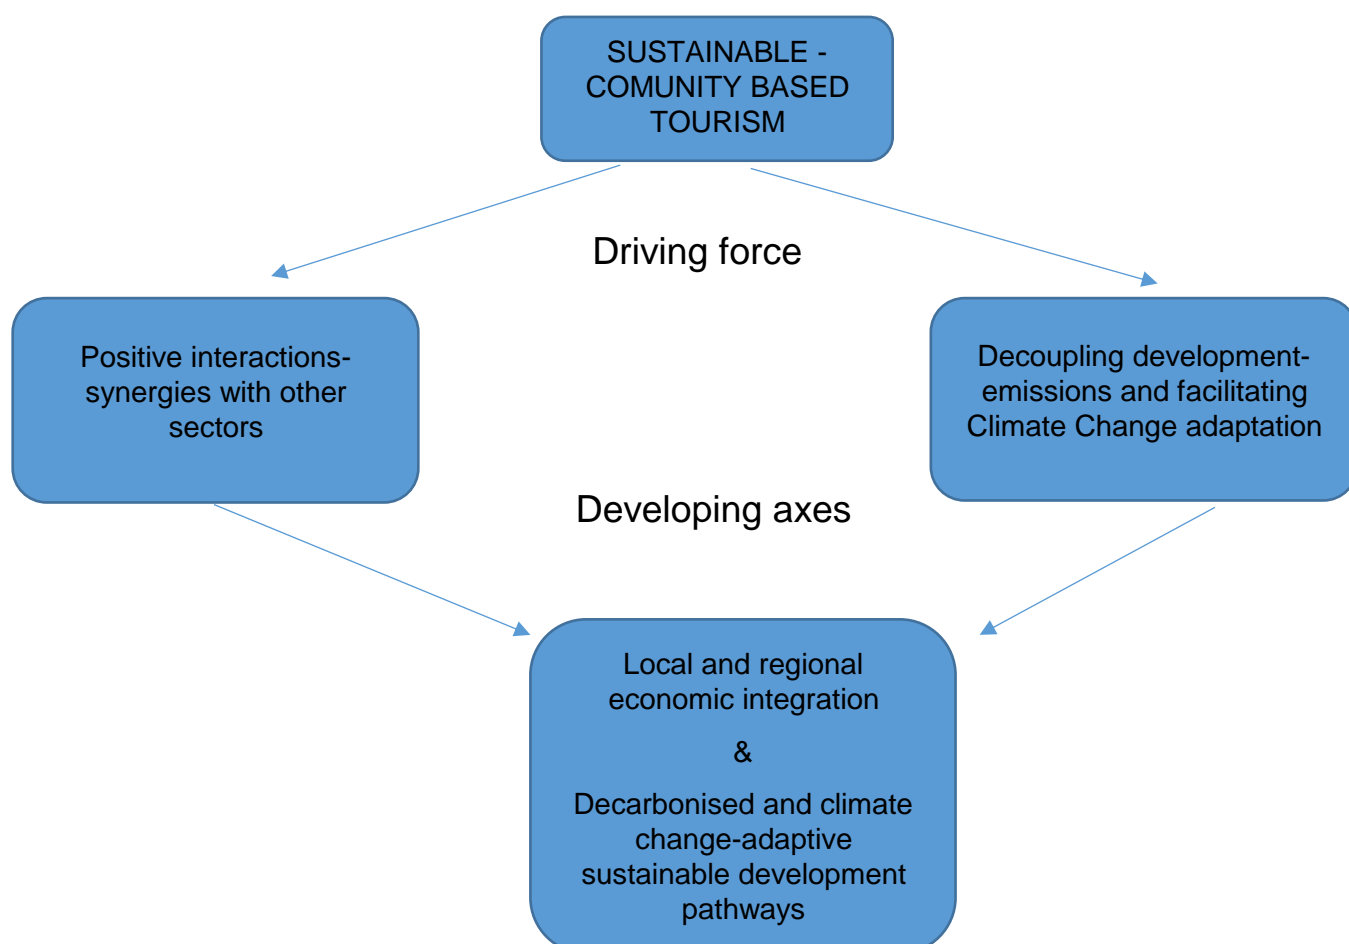 SUSTAINABLE -
COMUNITY BASED
TOURISM
Driving force
Positive interactions-
synergies with other
sectors
Decoupling development-
emissions and facilitating
Climate Change adaptation
Developing axes
Local and regional
economic integration
&
Decarbonised and climate
change-adaptive
sustainable development
pathways